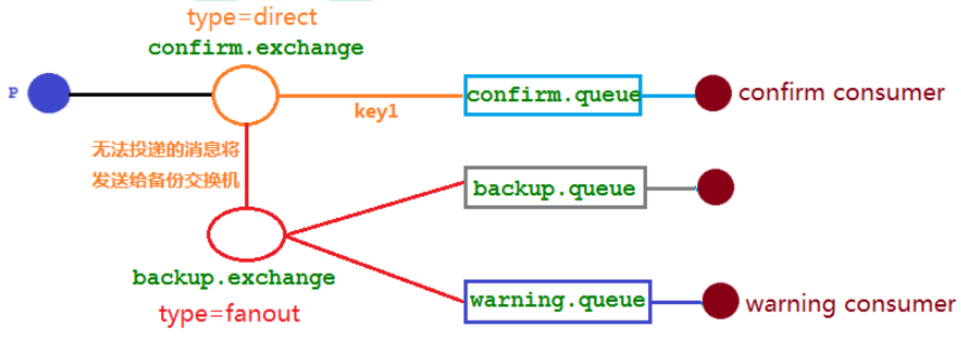 type=direct
confirm.exchange
P
key1
confirm.queue
confirm consumer
无法投递的消息将
发送给备份交换机
backup.queue
backup.exchange
type=fanout
warning.queue
warning consumer